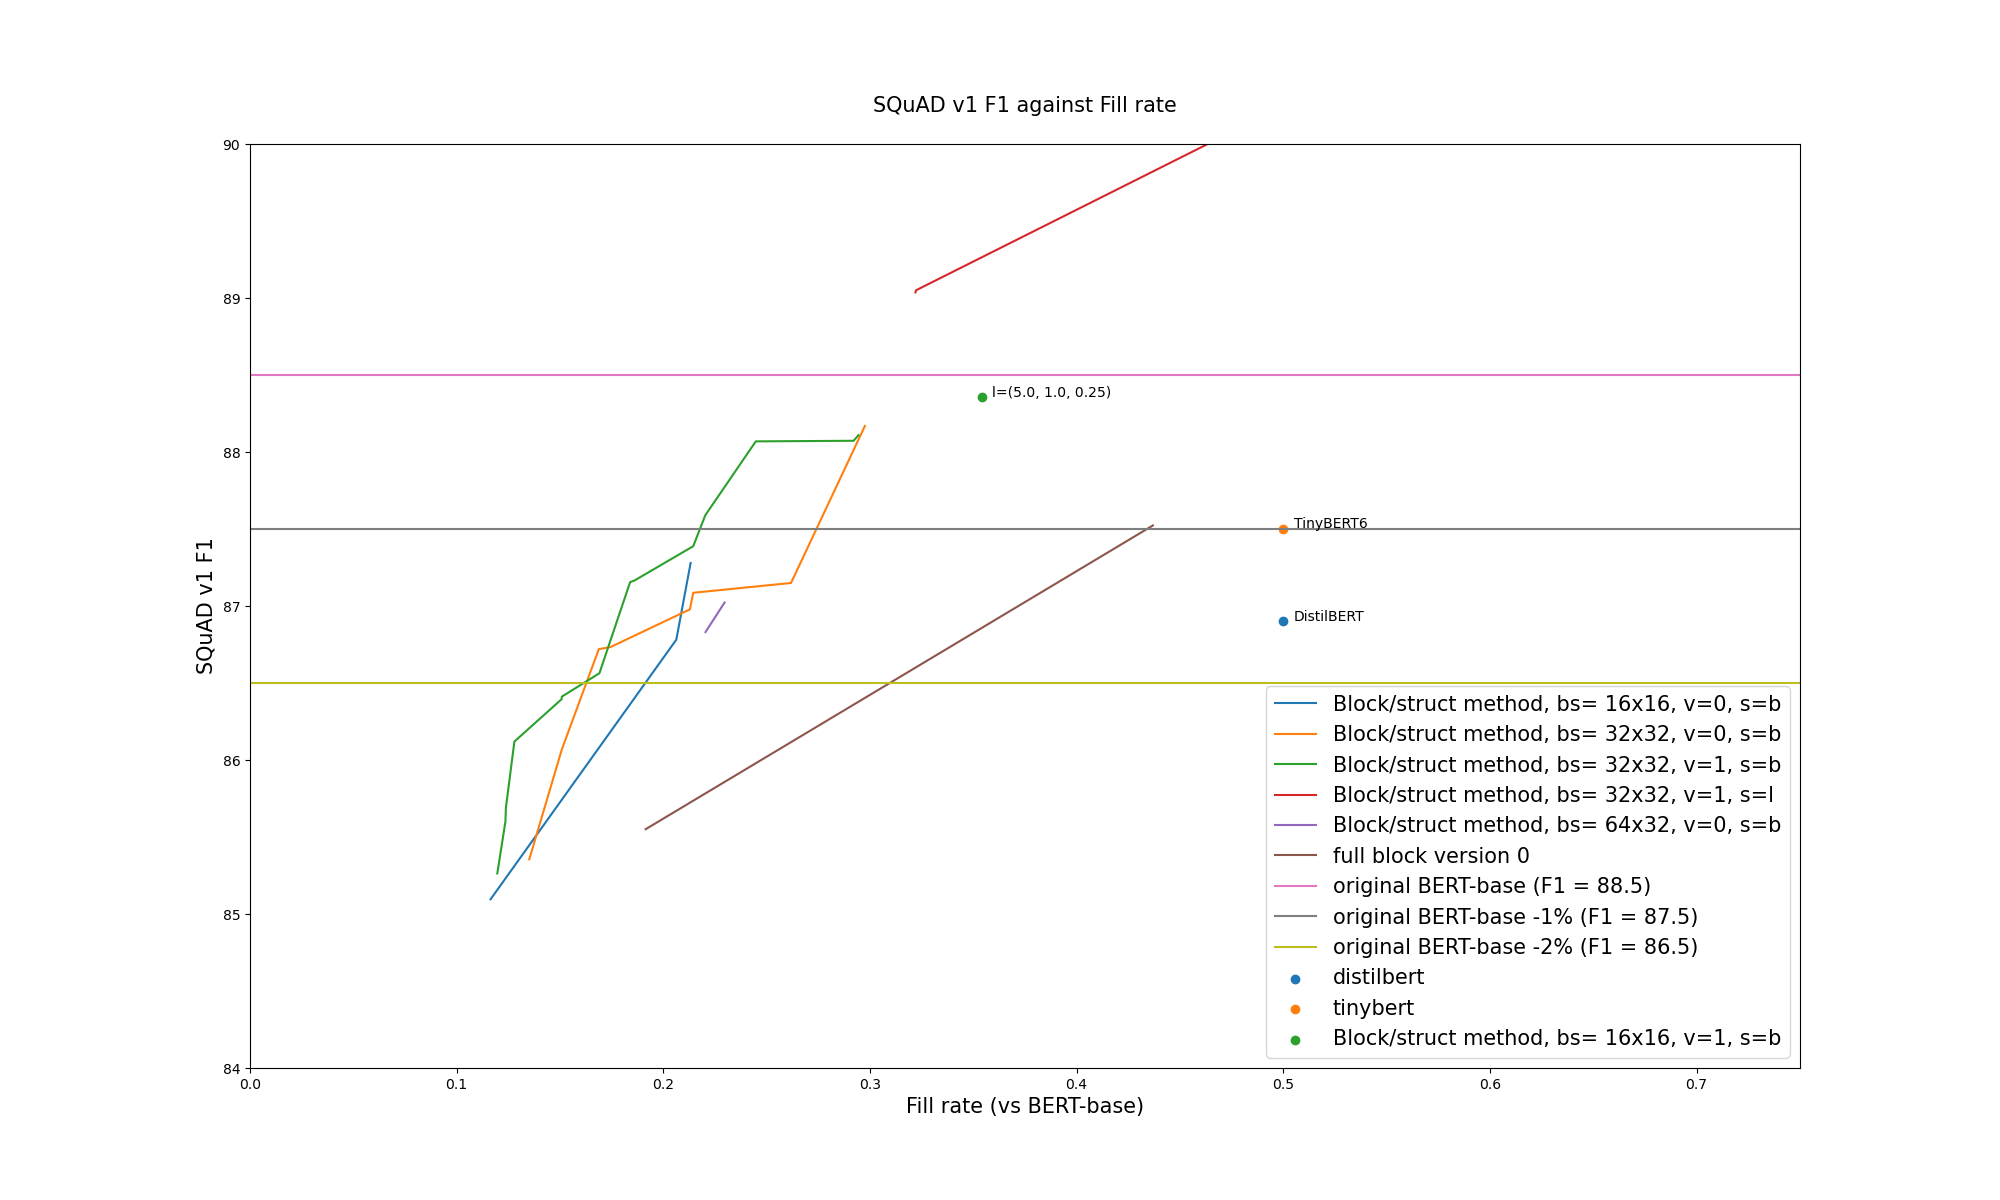 SQuAD v1 F1 against Fill rate
90
89
88
87
86
85
84
SQuAD v1 F1
l=(5.0, 1.0, 0.25)
TinyBERT6
DistilBERT
Block/struct method, bs= 16x16, v=0, s=b
Block/struct method, bs= 32x32, v=0, s=b
Block/struct method, bs= 32x32, v=1, s=b
Block/struct method, bs= 32x32, v=1, s=l
Block/struct method, bs= 64x32, v=0, s=b
full block version 0
original BERT-base (F1 = 88.5)
original BERT-base -1% (F1 = 87.5)
original BERT-base -2% (F1 = 86.5)
distilbert
tinybert
Block/struct method, bs= 16x16, v=1, s=b
0.0 0.1 0.2 0.3 0.4 0.5 0.6 0.7
Fill rate (vs BERT-base)